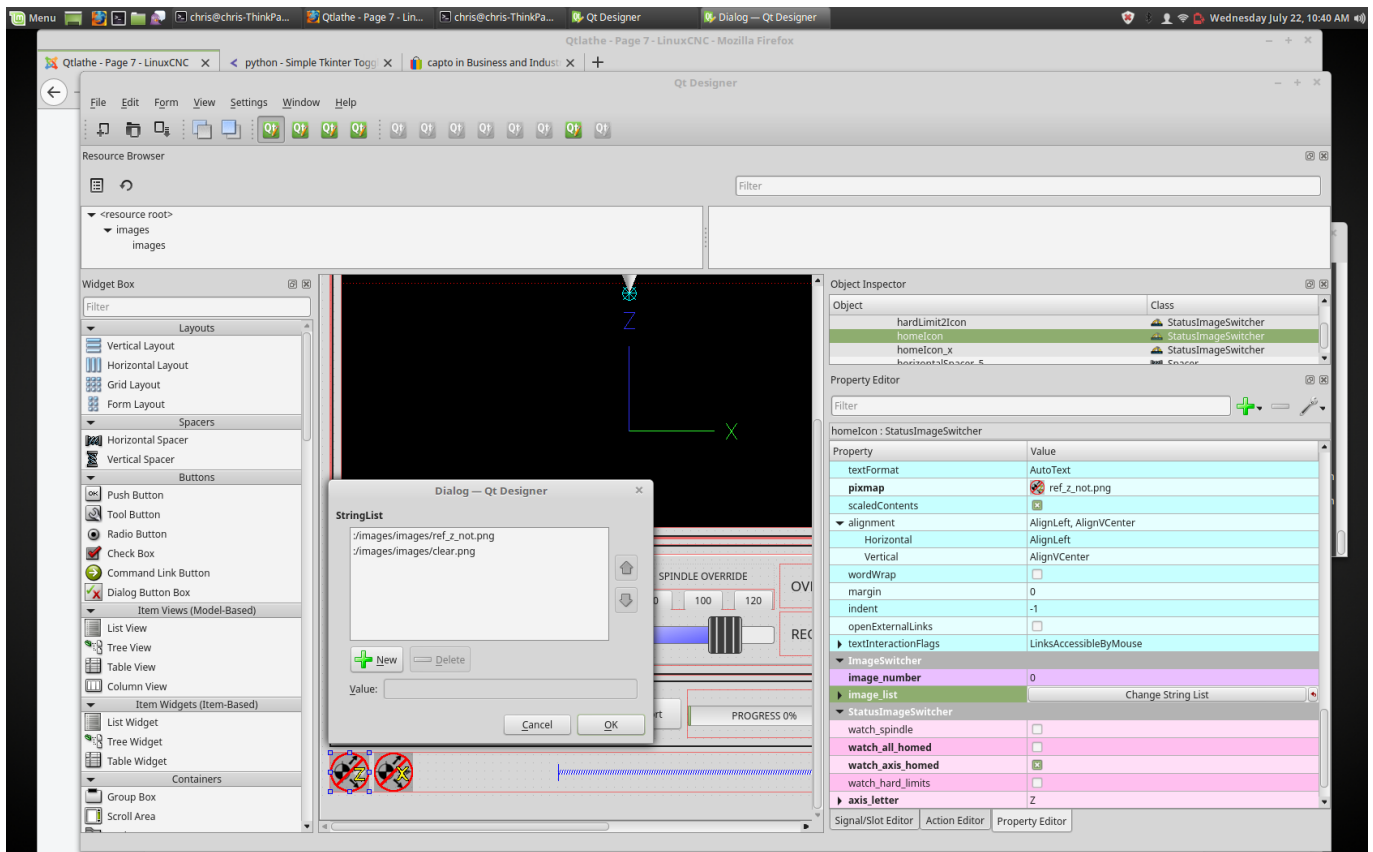 Menu
chris@chris-ThinkPa...
Qtlathe - Page 7 - Lin...
chris@chris-ThinkPa...
Qt Designer
Dialog — Qt Designer
Wednesday July 22, 10:40 AM
Qtlathe - Page 7 - LinuxCNC - Mozilla Firefox
Qtlathe - Page 7 - LinuxCNC
python - Simple Tkinter Togg
capto in Business and Indust
Qt Designer
File Edit Form View Settings Window Help
Resource Browser
Filter
<resource root>
images
images
Widget Box
Filter
Layouts
Vertical Layout
Horizontal Layout
Grid Layout
Form Layout
Spacers
Horizontal Spacer
Vertical Spacer
Buttons
Push Button
Tool Button
Radio Button
Check Box
Command Link Button
Dialog Button Box
Item Views (Model-Based)
List View
Tree View
Table View
Column View
Item Widgets (Item-Based)
List Widget
Tree Widget
Table Widget
Containers
Group Box
Scroll Area
Z
X
Dialog — Qt Designer
StringList
:/images/images/ref_z_not.png
:/images/images/clear.png
New
Delete
Value:
Cancel
OK
SPINDLE OVERRIDE
OV
0 100 120
REC
rt
PROGRESS 0%
Z
X
Object Inspector
Object Class
hardLimit2Icon StatusImageSwitcher
homeIcon StatusImageSwitcher
homeIcon_x StatusImageSwitcher
horizontalSpacer_5 Spacer
Property Editor
Filter
homeIcon : StatusImageSwitcher
Property Value
textFormat AutoText
pixmap ref_z_not.png
scaledContents
alignment AlignLeft, AlignVCenter
Horizontal AlignLeft
Vertical AlignVCenter
wordWrap
margin 0
indent -1
openExternalLinks
textInteractionFlags LinksAccessibleByMouse
ImageSwitcher
image_number 0
image_list Change String List
StatusImageSwitcher
watch_spindle
watch_all_homed
watch_axis_homed
watch_hard_limits
axis_letter Z
Signal/Slot Editor
Action Editor
Property Editor